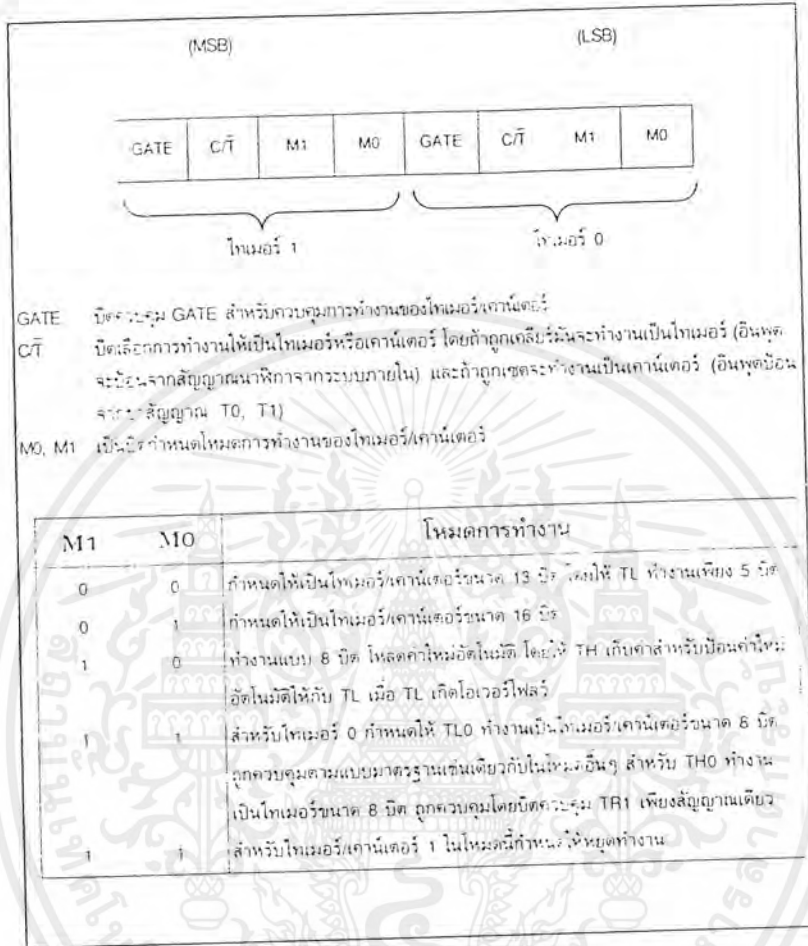 (MSB) (LSB)
GATE C/T̅ M1 M0 GATE C/T̅ M1 M0
ไทเมอร์ 1 ไทเมอร์ 0
GATE บิตควบคุม GATE สำหรับควบคุมการทำงานของไทเมอร์/เคาน์เตอร์
C/T̅ บิตเลือกการทำงานให้เป็นไทเมอร์หรือเคาน์เตอร์ โดยถ้าถูกเคลียร์มันจะทำงานเป็นไทเมอร์ (อินพุต
จะป้อนจากสัญญาณนาฬิกาจากระบบภายใน) และถ้าถูกเซตจะทำงานเป็นเคาน์เตอร์ (อินพุตป้อน
จากขาสัญญาณ T0, T1)
M0, M1 เป็นบิตกำหนดโหมดการทำงานของไทเมอร์/เคาน์เตอร์
M1 M0 โหมดการทำงาน
0 0 กำหนดให้เป็นไทเมอร์/เคาน์เตอร์ขนาด 13 บิต โดยให้ TL ทำงานเพียง 5 บิต
0 1 กำหนดให้เป็นไทเมอร์/เคาน์เตอร์ขนาด 16 บิต
1 0 ทำงานแบบ 8 บิต โหลดค่าใหม่อัตโนมัติ โดยให้ TH เก็บค่าสำหรับป้อนค่าใหม่
อัตโนมัติให้กับ TL เมื่อ TL เกิดโอเวอร์โฟลว์
1 1 สำหรับไทเมอร์ 0 กำหนดให้ TL0 ทำงานเป็นไทเมอร์/เคาน์เตอร์ขนาด 8 บิต
ถูกควบคุมตามแบบมาตรฐานเช่นเดียวกับในโหมดอื่นๆ สำหรับ TH0 ทำงาน
เป็นไทเมอร์ขนาด 8 บิต ถูกควบคุมโดยบิตควบคุม TR1 เพียงสัญญาณเดียว
1 1 สำหรับไทเมอร์/เคาน์เตอร์ 1 ในโหมดนี้กำหนดให้หยุดทำงาน